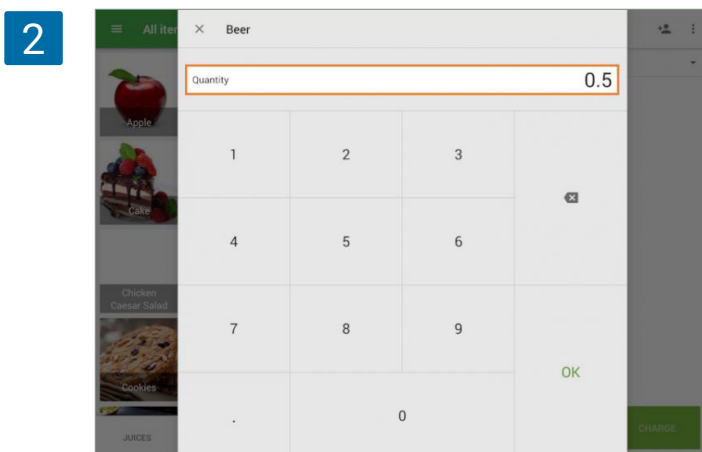 2
All iter
Beer
Quantity
0.5
Apple
1 2 3
Cake
4 5 6
Chicken
Caesar Salad
7 8 9
OK
Cookies
. 0
JUICES
CHARGE